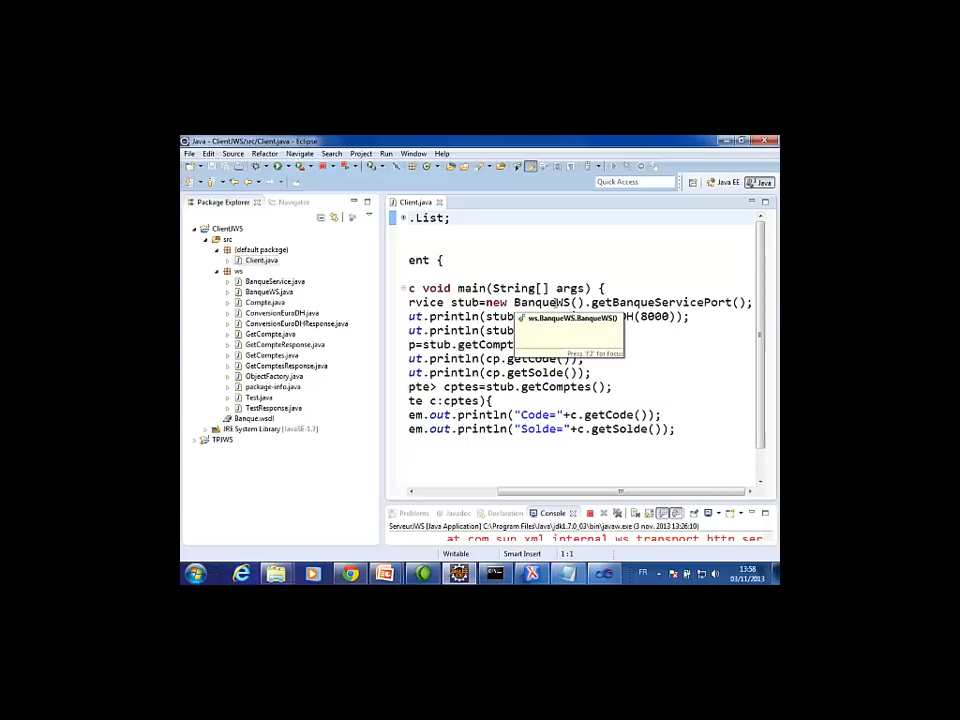 Java - ClientJWS/src/Client.java - Eclipse
File Edit Source Refactor Navigate Search Project Run Window Help
Quick Access
Java EE
Java
Package Explorer
Navigator
ClientJWS
src
(default package)
Client.java
ws
BanqueService.java
BanqueWS.java
Compte.java
ConversionEuroDH.java
ConversionEuroDHResponse.java
GetCompte.java
GetCompteResponse.java
GetComptes.java
GetComptesResponse.java
ObjectFactory.java
package-info.java
Test.java
TestResponse.java
Banque.wsdl
JRE System Library (JavaSE-1.7)
TPJWS
Client.java
.List;
ent {
c void main(String[] args) {
rvice stub=new BanqueWS().getBanqueServicePort();
ut.println(stub DH(8000));
ut.println(stub
p=stub.getCompt
ut.println(cp.getCode());
ut.println(cp.getSolde());
pte> cptes=stub.getComptes();
te c:cptes){
em.out.println("Code="+c.getCode());
em.out.println("Solde="+c.getSolde());
ws.BanqueWS.BanqueWS()
Press 'F2' for focus
Problems Javadoc Declaration Console
ServeurJWS [Java Application] C:\Program Files\Java\jdk1.7.0_03\bin\javaw.exe (3 nov. 2013 13:26:10)
at com.sun.xml.internal.ws.transport.http.ser
Writable Smart Insert 1:1
FR
13:58
03/11/2013